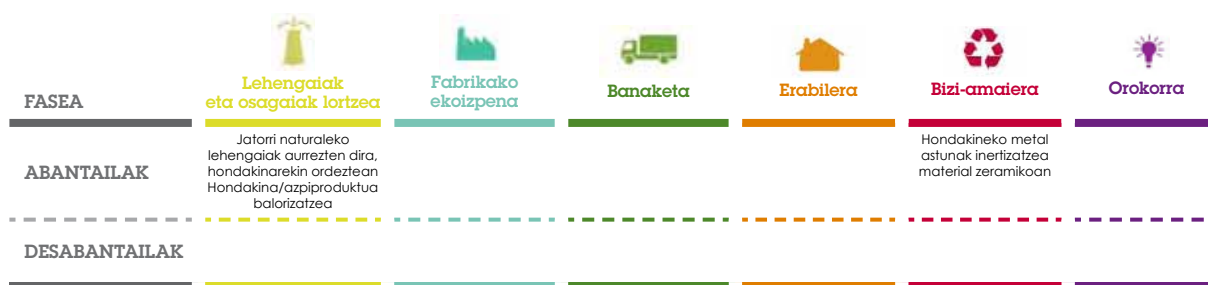 FASEA
Lehengaiak
eta osagaiak lortzea
Fabrikako
ekoizpena
Banaketa
Erabilera
Bizi-amaiera
Orokorra
ABANTAILAK
Jatorri naturaleko
lehengaiak aurrezten dira,
hondakinarekin ordeztean
Hondakina/azpiproduktua
balorizatzea
Hondakineko metal
astunak inertizatzea
material zeramikoan
DESABANTAILAK